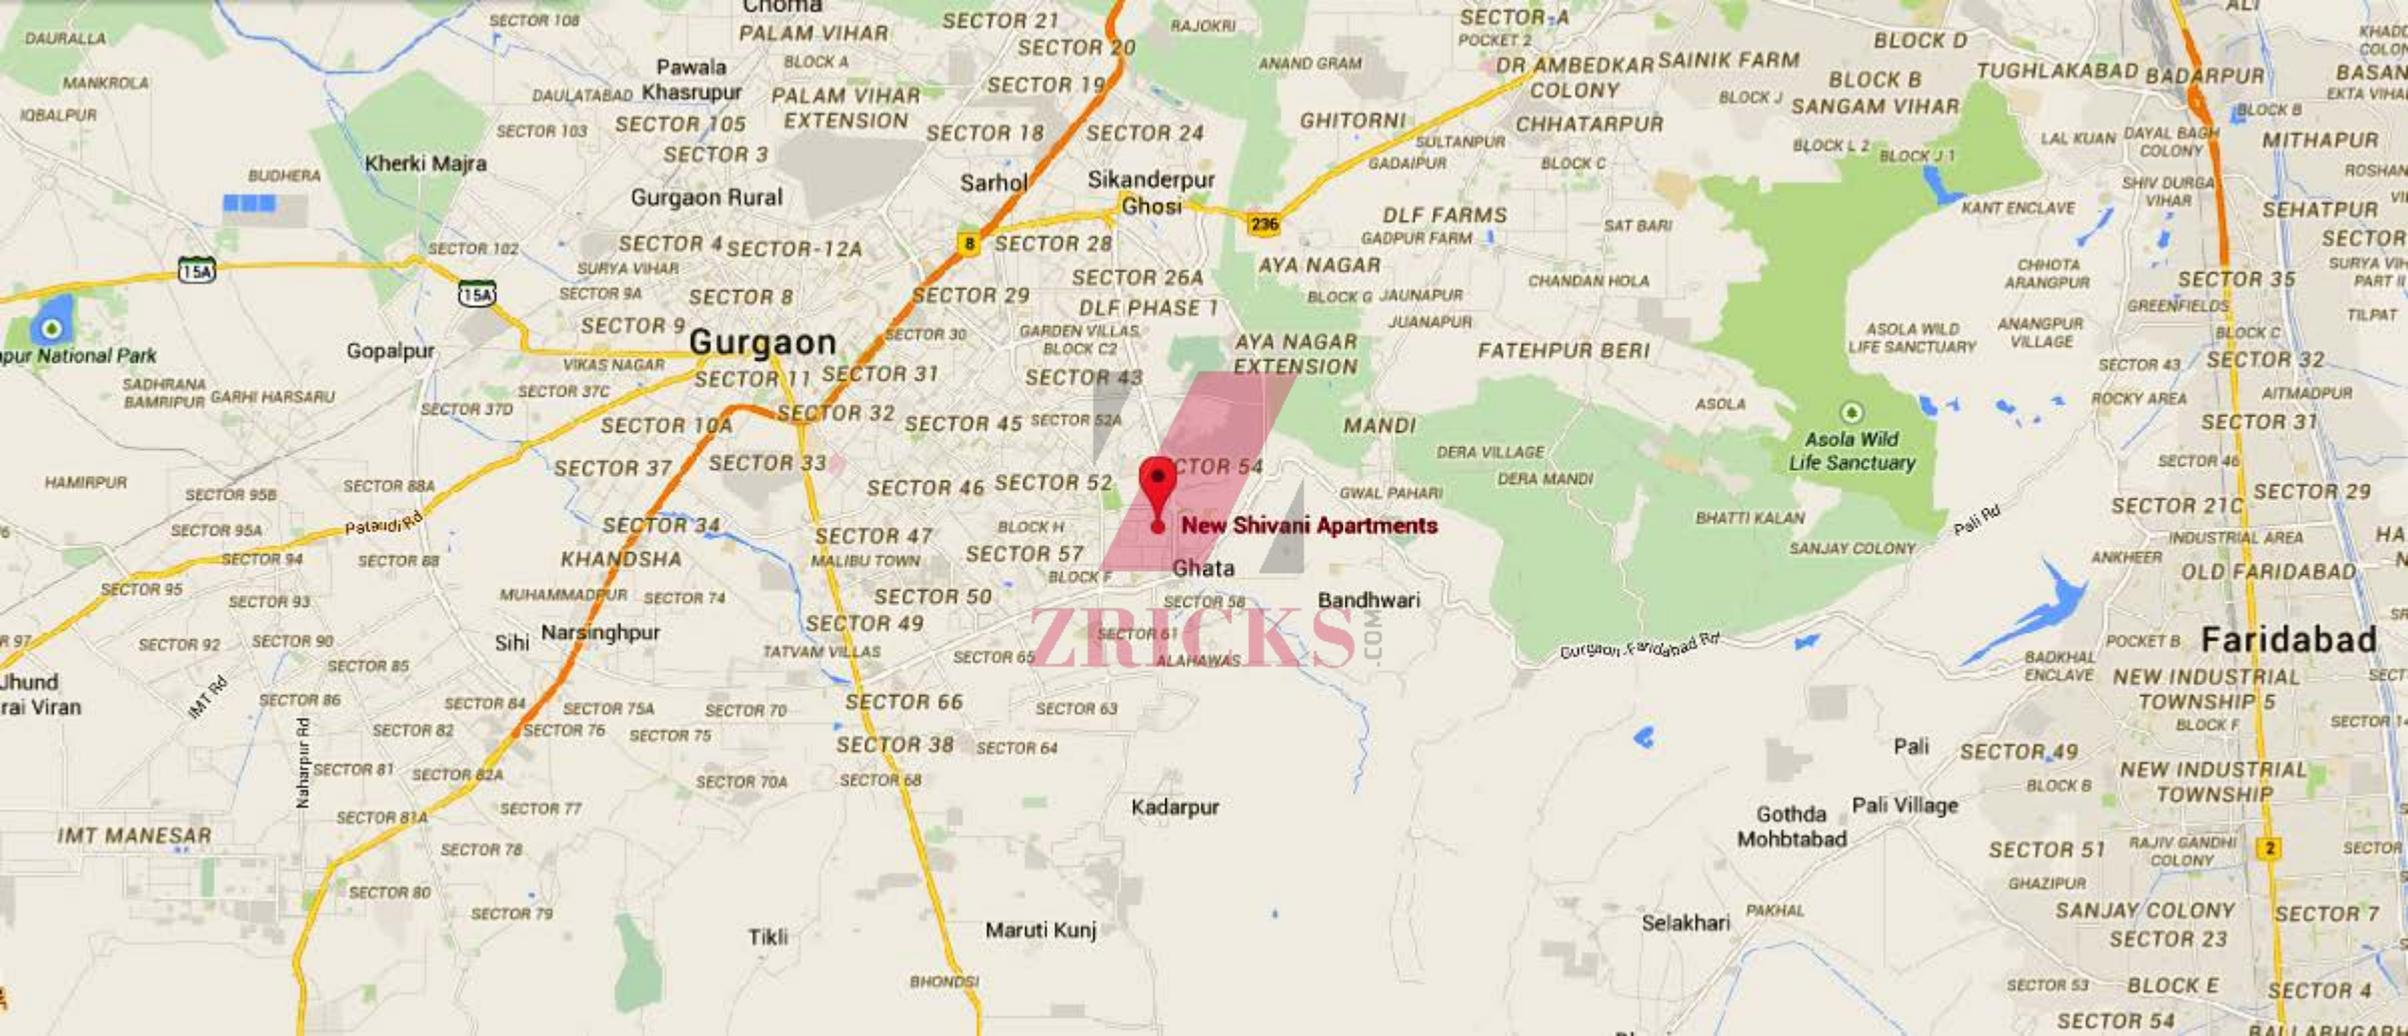 Choma
SECTOR 108
SECTOR 21
SECTOR-A
POCKET 2
ALI
DAURALLA
PALAM VIHAR
SECTOR 20
RAJOKRI
BLOCK D
MANKROLA
Pawala
Khasrupur
BLOCK A
ANAND GRAM
DR AMBEDKAR
COLONY
SAINIK FARM
BLOCK B
SANGAM VIHAR
TUGHLAKABAD
BADARPUR
EKTA VIHA
DAULATABAD
PALAM VIHAR
EXTENSION
SECTOR 19
BLOCK J
BLOCK B
IQBALPUR
SECTOR 103
SECTOR 105
SECTOR 18
SECTOR 24
GHITORNI
SULTANPUR
CHHATARPUR
LAL KUAN
DAYAL BAGH
COLONY
MITHAPUR
SECTOR 3
Kherki Majra
GADAIPUR
BLOCK C
BLOCK L 2
BLOCK J 1
BUDHERA
Sarhol
Sikanderpur
Ghosi
SHIV DURGA
VIHAR
ROSHAN
Gurgaon Rural
236
DLF FARMS
GADPUR FARM
SAT BARI
KANT ENCLAVE
SEHATPUR
SECTOR 102
SECTOR 4
SECTOR-12A
8
SECTOR 28
SECTOR
15A
SURYA VIHAR
SECTOR 26A
AYA NAGAR
CHANDAN HOLA
CHHOTA
ARANGPUR
SURYA VIH
PART II
15A
SECTOR 9A
SECTOR 8
SECTOR 29
DLF PHASE 1
BLOCK G
JAUNAPUR
SECTOR 35
GREENFIELDS
SECTOR 9
Gurgaon
SECTOR 30
GARDEN VILLAS
BLOCK C2
AYA NAGAR
EXTENSION
JUANAPUR
ASOLA WILD
LIFE SANCTUARY
ANANGPUR
VILLAGE
TILPAT
BLOCK C
pur National Park
Gopalpur
VIKAS NAGAR
FATEHPUR BERI
SECTOR 43
SECTOR 32
SADHRANA
BAMRIPUR
GARHI HARSARU
SECTOR 37C
SECTOR 11
SECTOR 31
SECTOR 43
ROCKY AREA
AITMADPUR
SECTOR 37D
SECTOR 10A
SECTOR 32
SECTOR 45
SECTOR 52A
MANDI
ASOLA
SECTOR 31
Asola Wild
Life Sanctuary
SECTOR 37
SECTOR 33
CTOR 54
DERA VILLAGE
SECTOR 46
HAMIRPUR
SECTOR 95B
SECTOR 88A
SECTOR 46
SECTOR 52
GWAL PAHARI
DERA MANDI
SECTOR 21C
SECTOR 29
SECTOR 95A
Pataudi Rd
SECTOR 34
SECTOR 47
BLOCK H
New Shivani Apartments
BHATTI KALAN
Pali Rd
INDUSTRIAL AREA
SECTOR 94
SECTOR 88
KHANDSHA
MALIBU TOWN
SECTOR 57
BLOCK F
Ghata
SANJAY COLONY
ANKHEER
OLD FARIDABAD
SECTOR 95
SECTOR 93
MUHAMMADPUR
SECTOR 74
SECTOR 50
SECTOR 58
Bandhwari
R 97
SECTOR 92
SECTOR 90
Sihi
Narsinghpur
SECTOR 49
ZRICKS
.COM
SECTOR 61
Gurgaon-Faridabad Rd
POCKET B
Faridabad
SECTOR 85
TATVAM VILLAS
SECTOR 65
ALAHAWAS
BADKHAL
ENCLAVE
Jhund
rai Viran
IMT Rd
SECTOR 86
SECTOR 84
SECTOR 75A
SECTOR 70
SECTOR 66
SECTOR 63
NEW INDUSTRIAL
TOWNSHIP 5
BLOCK F
Naharpur Rd
SECTOR 82
SECTOR 76
SECTOR 75
SECTOR 38
SECTOR 64
Pali
SECTOR 49
SECTOR 81
SECTOR 82A
SECTOR 70A
SECTOR 68
BLOCK B
NEW INDUSTRIAL
TOWNSHIP
SECTOR 81A
SECTOR 77
Kadarpur
Gothda
Mohbtabad
Pali Village
IMT MANESAR
SECTOR 78
SECTOR 51
RAJIV GANDHI
COLONY
2
SECTOR
SECTOR 80
GHAZIPUR
SECTOR 79
Selakhari
PAKHAL
SANJAY COLONY
SECTOR 7
Tikli
Maruti Kunj
SECTOR 23
BHONDSI
SECTOR 53
BLOCK E
SECTOR 4
SECTOR 54